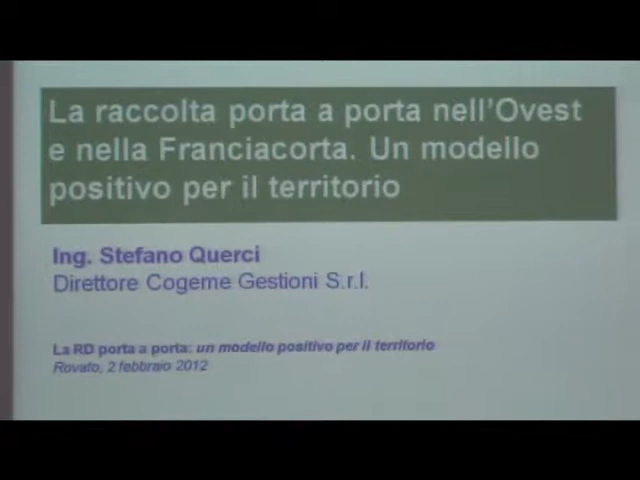 La raccolta porta a porta nell'Ovest
e nella Franciacorta. Un modello
positivo per il territorio
Ing. Stefano Querci
Direttore Cogeme Gestioni S.r.l.
La RD porta a porta: un modello positivo per il territorio
Rovato, 2 febbraio 2012